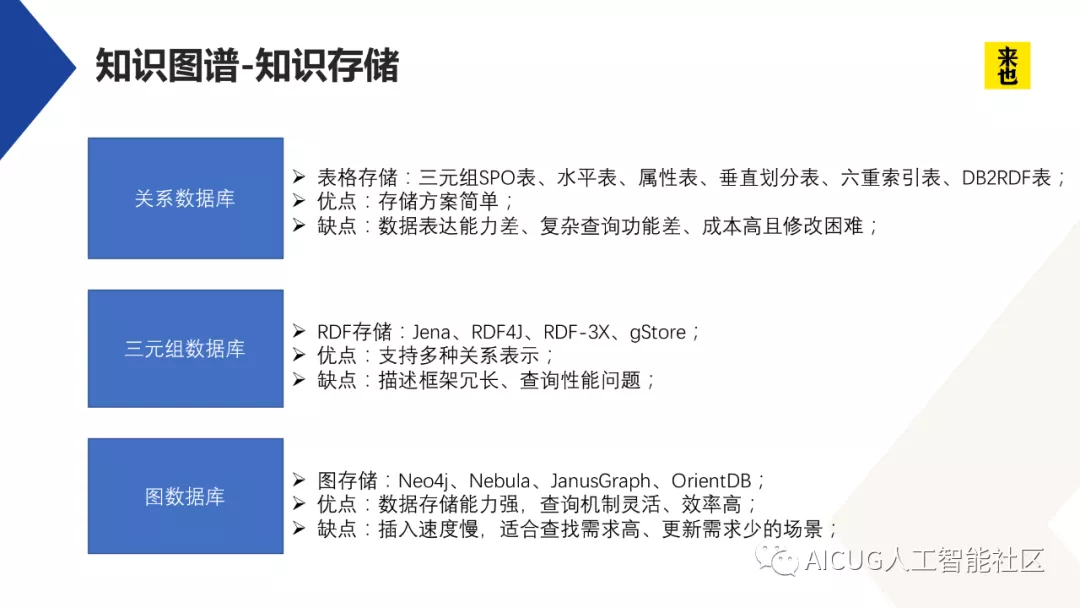 知识图谱-知识存储
来也
关系数据库
➢ 表格存储：三元组SPO表、水平表、属性表、垂直划分表、六重索引表、DB2RDF表；
➢ 优点：存储方案简单；
➢ 缺点：数据表达能力差、复杂查询功能差、成本高且修改困难；
三元组数据库
➢ RDF存储：Jena、RDF4J、RDF-3X、gStore；
➢ 优点：支持多种关系表示；
➢ 缺点：描述框架冗长、查询性能问题；
图数据库
➢ 图存储：Neo4j、Nebula、JanusGraph、OrientDB；
➢ 优点：数据存储能力强，查询机制灵活、效率高；
➢ 缺点：插入速度慢，适合查找需求高、更新需求少的场景；
AICUG人工智能社区